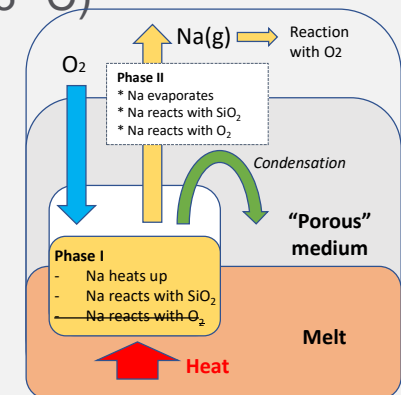 Na(g)
Reaction
with O2
O₂
Phase II
* Na evaporates
* Na reacts with SiO₂
* Na reacts with O₂
Condensation
"Porous"
medium
Phase I
- Na heats up
- Na reacts with SiO₂
- Na reacts with O₂
Melt
Heat